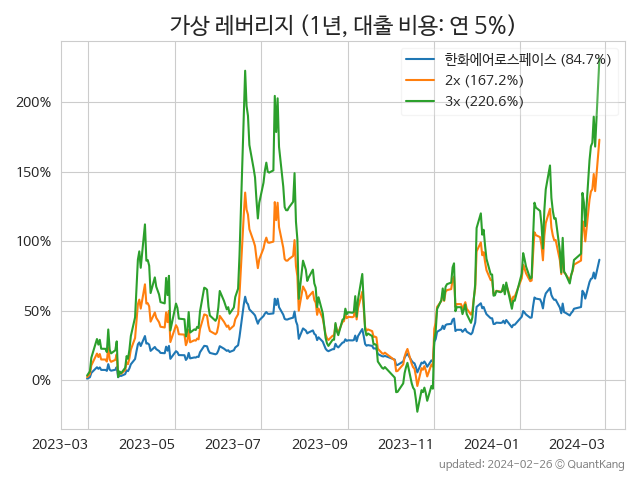 가상 레버리지 (1년, 대출 비용: 연 5%)
한화에어로스페이스 (84.7%)
2x (167.2%)
3x (220.6%)
200%
150%
100%
50%
0%
2023-03 2023-05 2023-07 2023-09 2023-11 2024-01 2024-03
updated: 2024-02-26 © QuantKang